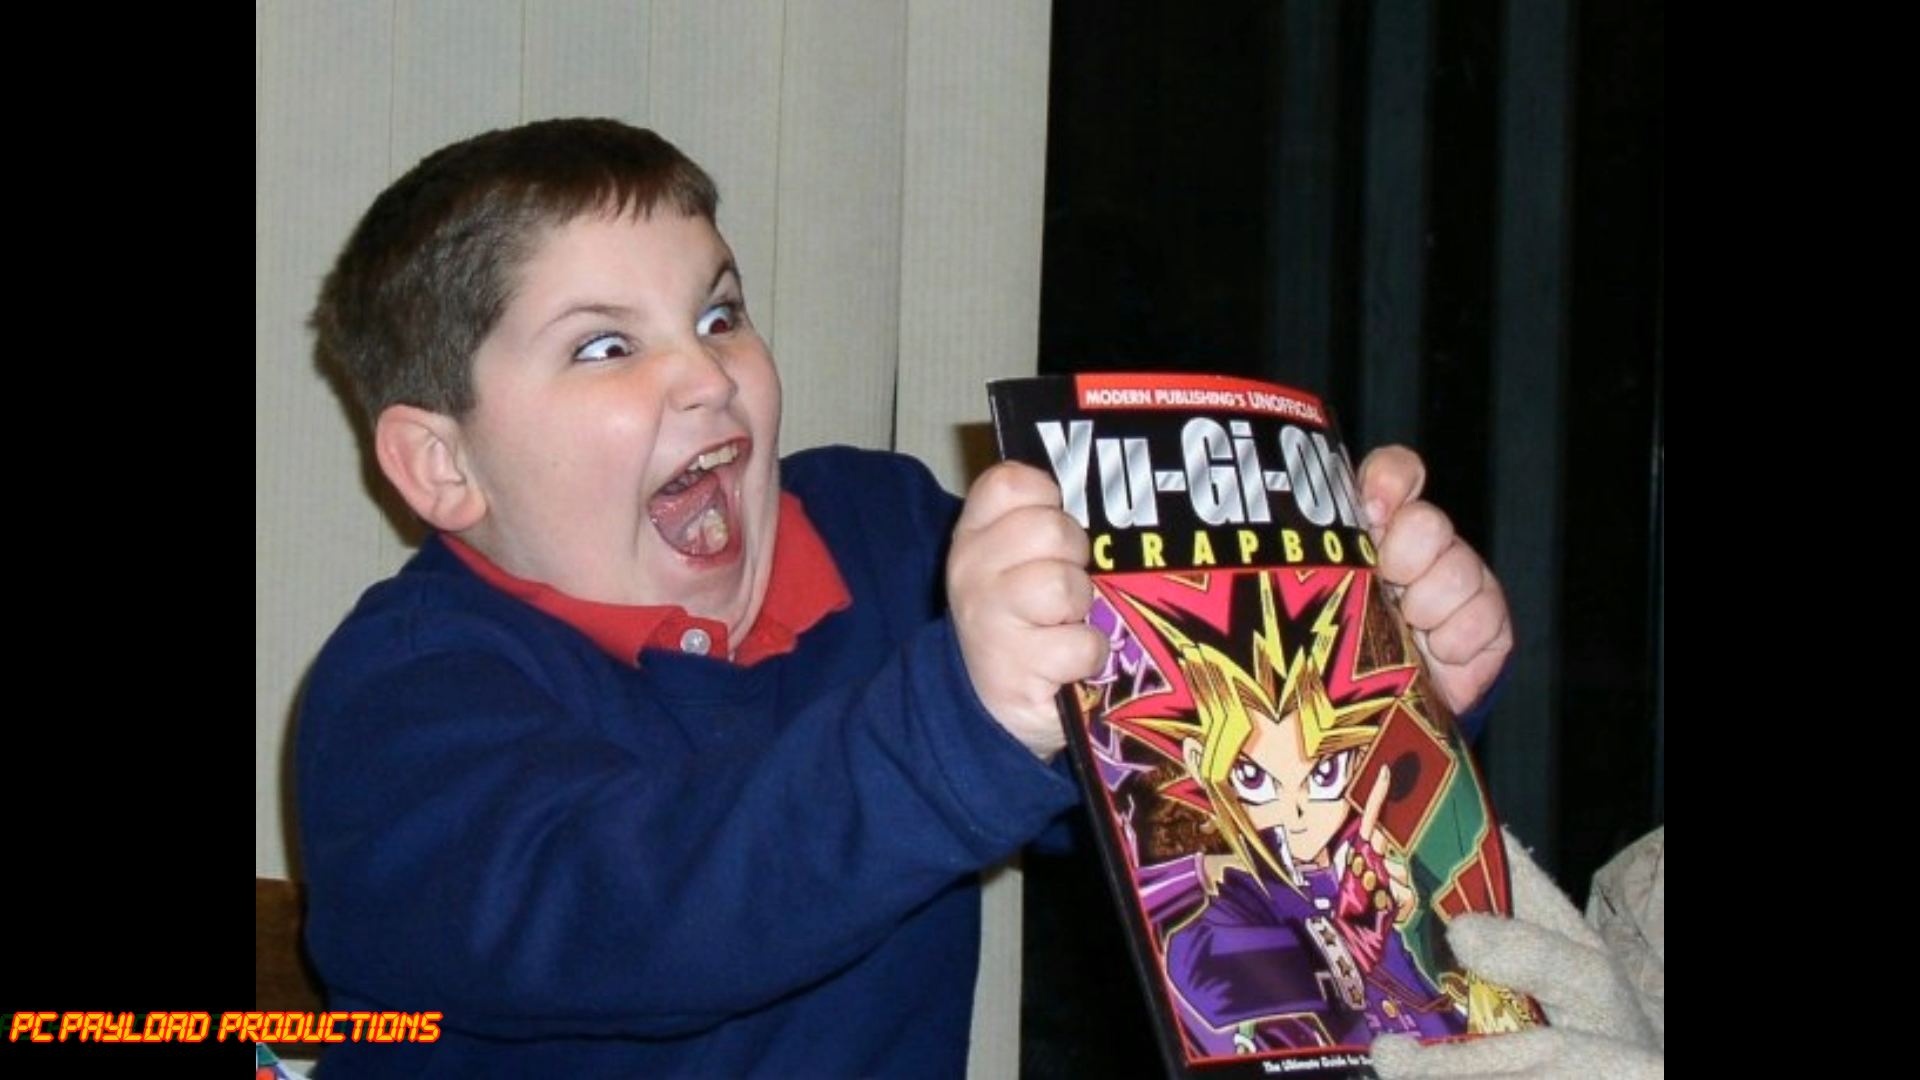 MODERN PUBLISHING'S UNOFFICIAL
Yu-Gi-Oh
CRAPBOO
The Ultimate Guide for
PC PAYLOAD PRODUCTIONS